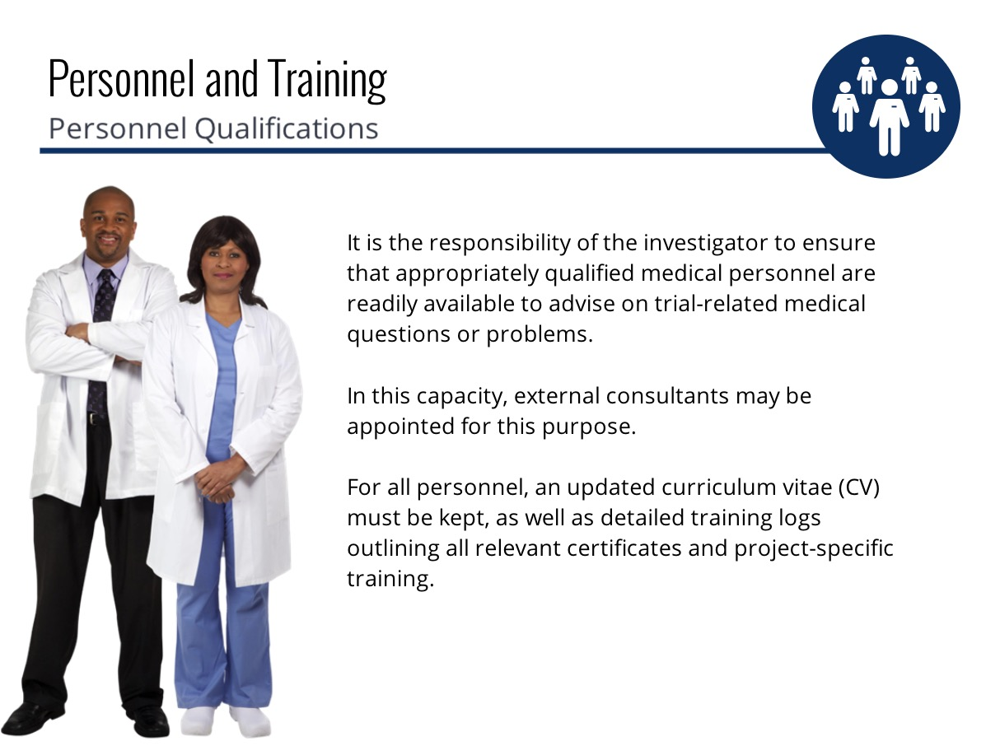 Personnel and Training
Personnel Qualifications
It is the responsibility of the investigator to ensure
that appropriately qualified medical personnel are
readily available to advise on trial-related medical
questions or problems.
In this capacity, external consultants may be
appointed for this purpose.
For all personnel, an updated curriculum vitae (CV)
must be kept, as well as detailed training logs
outlining all relevant certificates and project-specific
training.